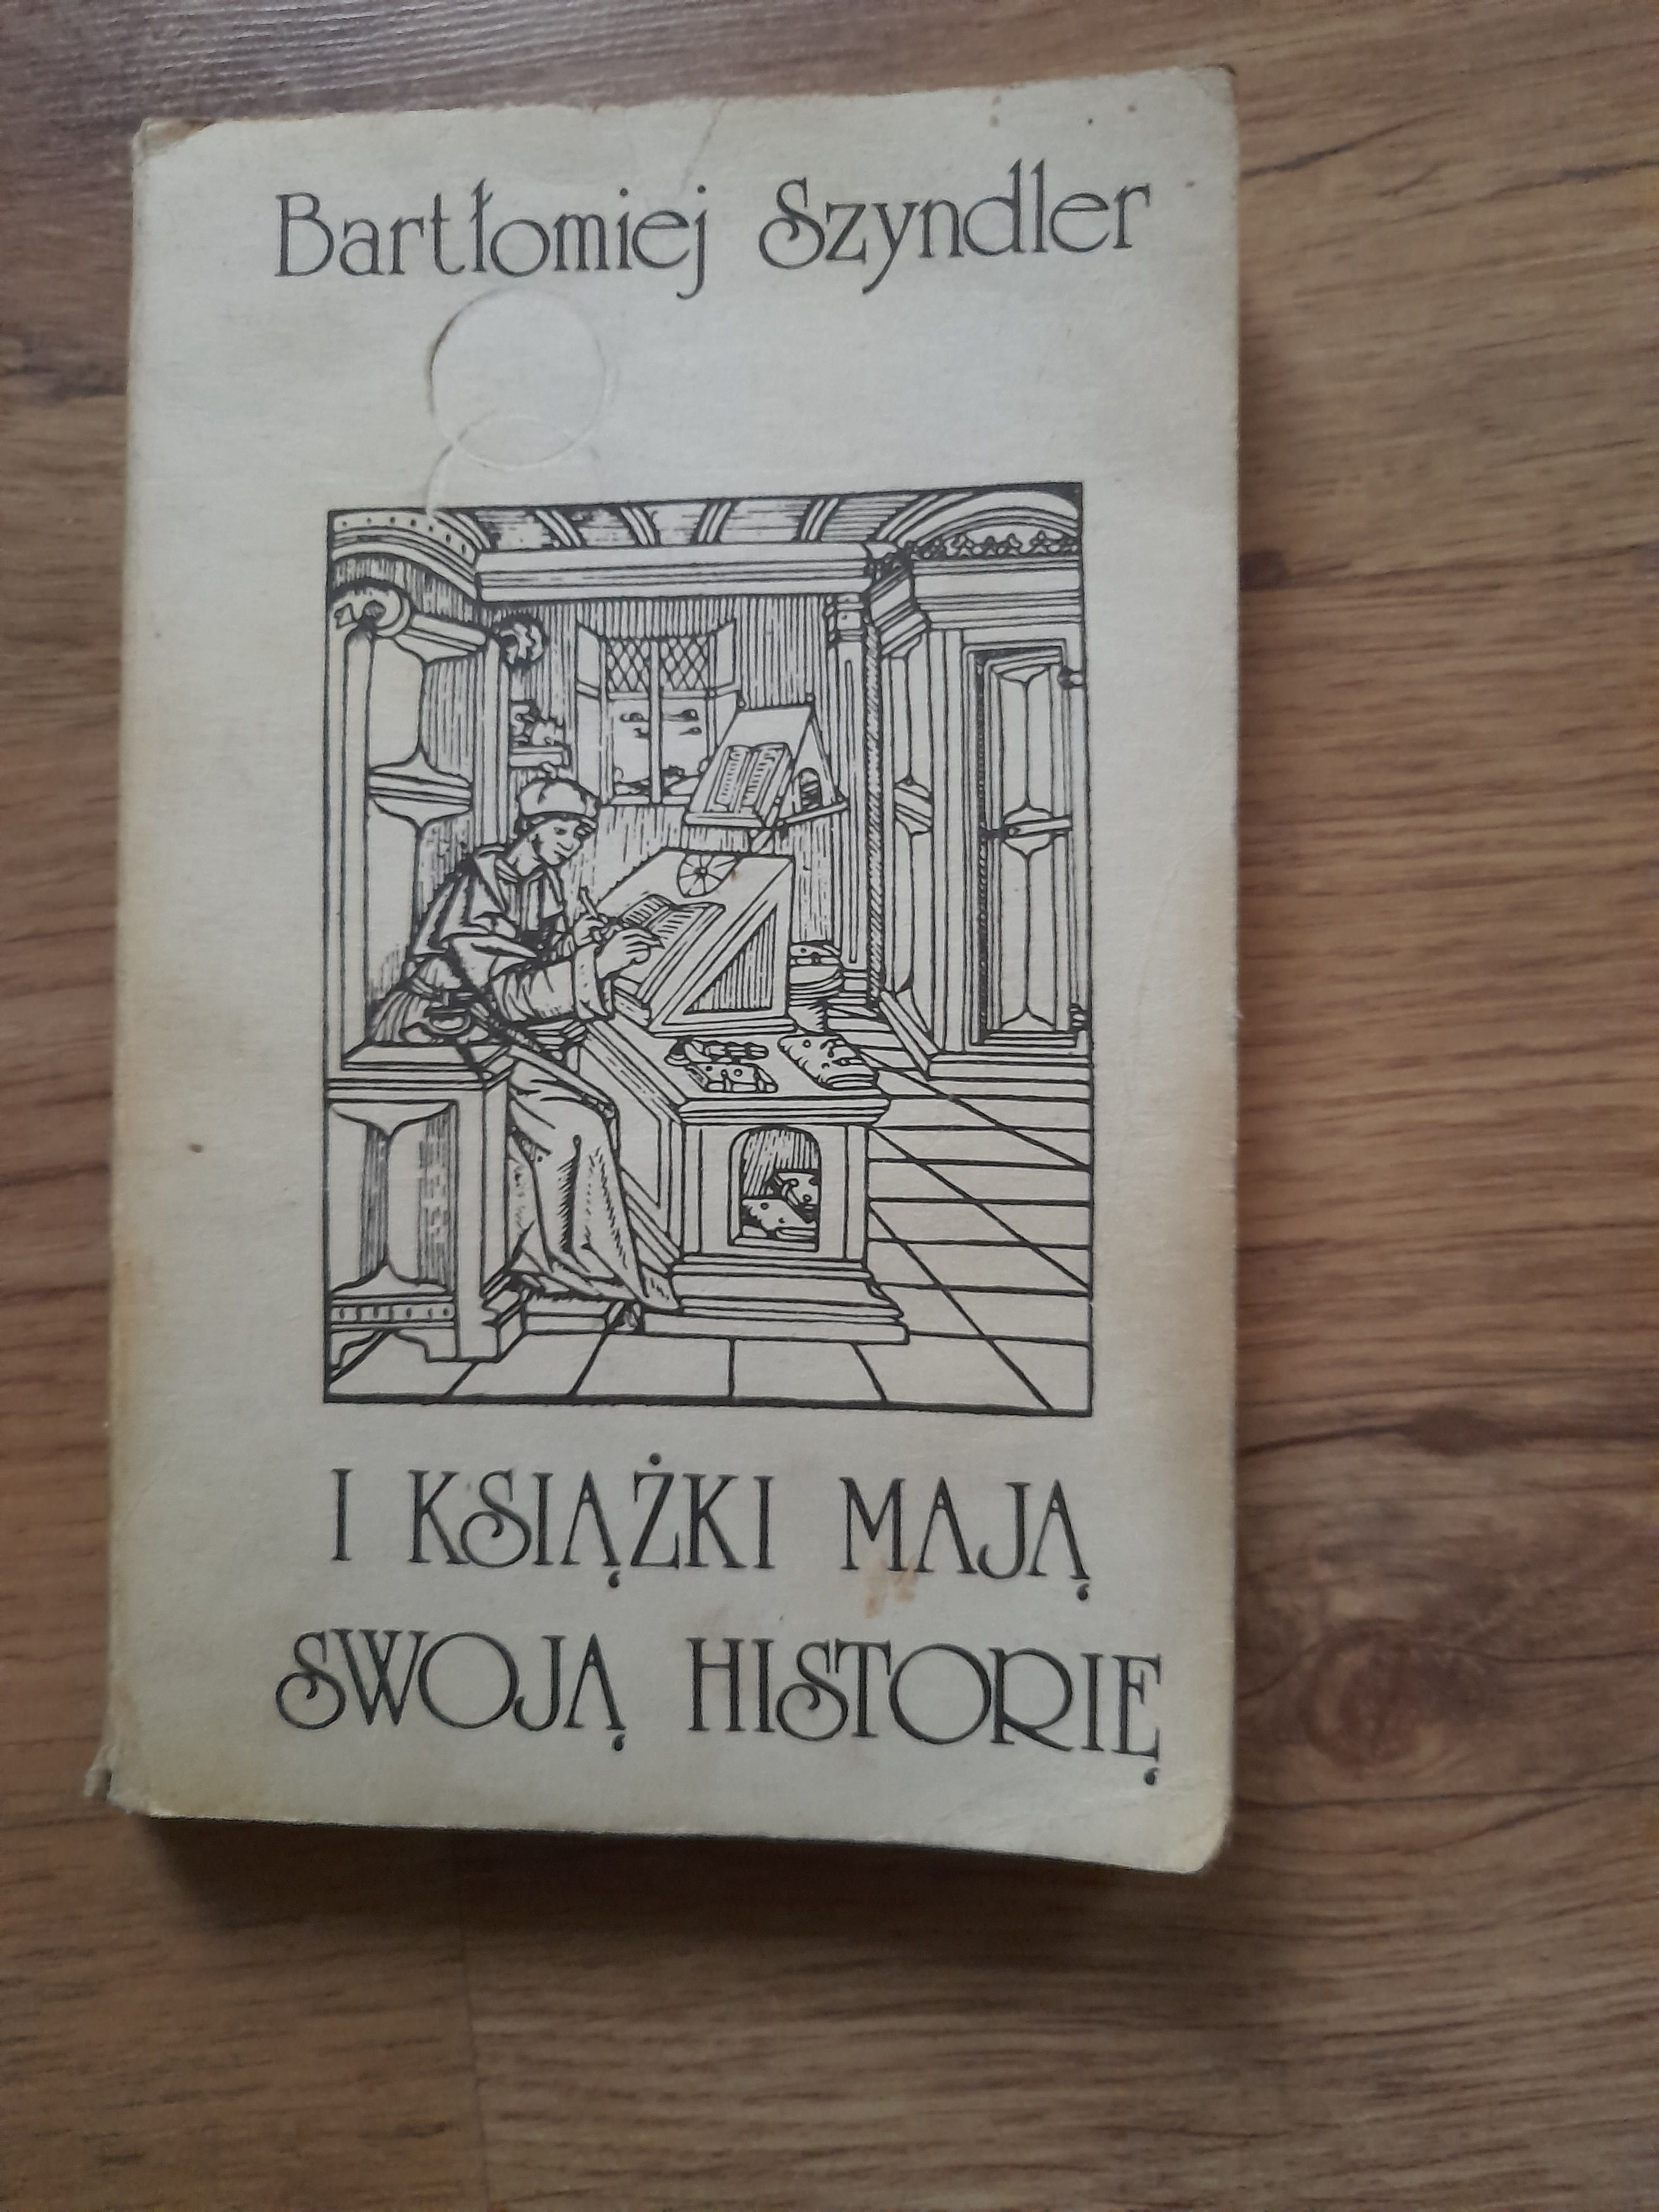 Bartłomiej Szyndler
I KSIĄŻKI MAJĄ
SWOJĄ HISTORIĘ